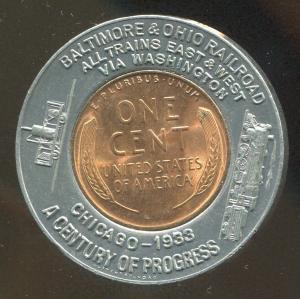 BALTIMORE & OHIO RAILROAD
ALL TRAINS EAST & WEST
VIA WASHINGTON
E·PLURIBUS·UNUM
ONE
CENT
UNITED STATES
OF AMERICA
CHICAGO-1933
A CENTURY OF PROGRESS